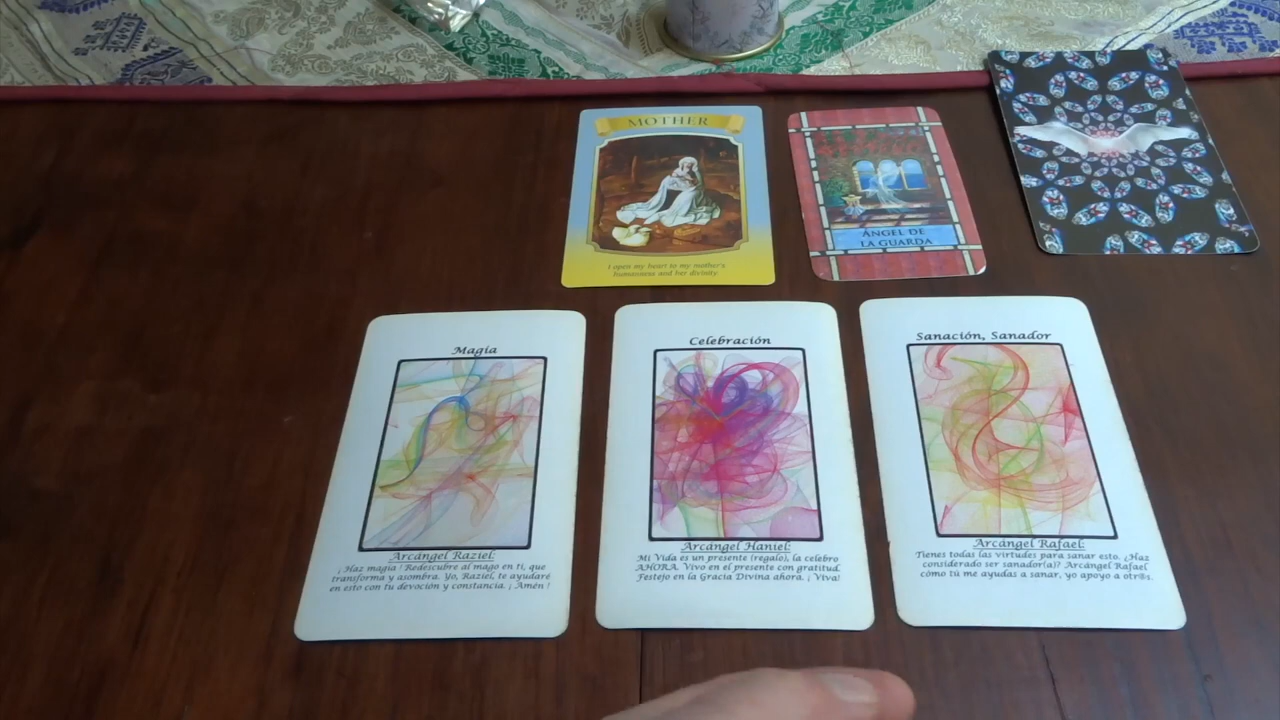 MOTHER
I open my heart to my mother's
humanness and her divinity.
ÁNGEL DE
LA GUARDA
Magia
Arcángel Raziel:
¡ Haz magia ! Redescubre al mago en ti, que
transforma y asombra. Yo, Raziel, te ayudaré
en esto con tu devoción y constancia. ¡ Amén !
Celebración
Arcángel Haniel:
Mi Vida es un presente (regalo), la celebro
AHORA. Vivo en el presente con gratitud.
Festejo en la Gracia Divina ahora. ¡ Viva!
Sanación, Sanador
Arcángel Rafael:
Tienes todas las virtudes para sanar esto. ¿Haz
considerado ser sanador(a)? Arcángel Rafael
cómo tú me ayudas a sanar, yo apoyo a otr@s.